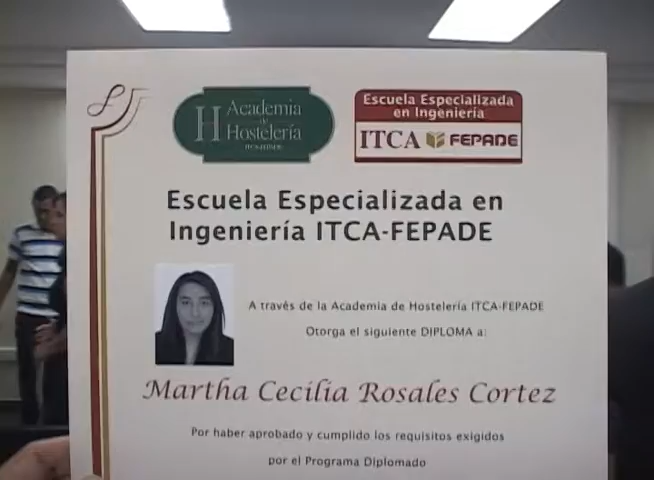 Academia
de
Hostelería
ITCA-FEPADE
Escuela Especializada
en Ingeniería
ITCA FEPADE
Escuela Especializada en
Ingeniería ITCA-FEPADE
A través de la Academia de Hostelería ITCA-FEPADE
Otorga el siguiente DIPLOMA a:
Martha Cecilia Rosales Cortez
Por haber aprobado y cumplido los requisitos exigidos
por el Programa Diplomado